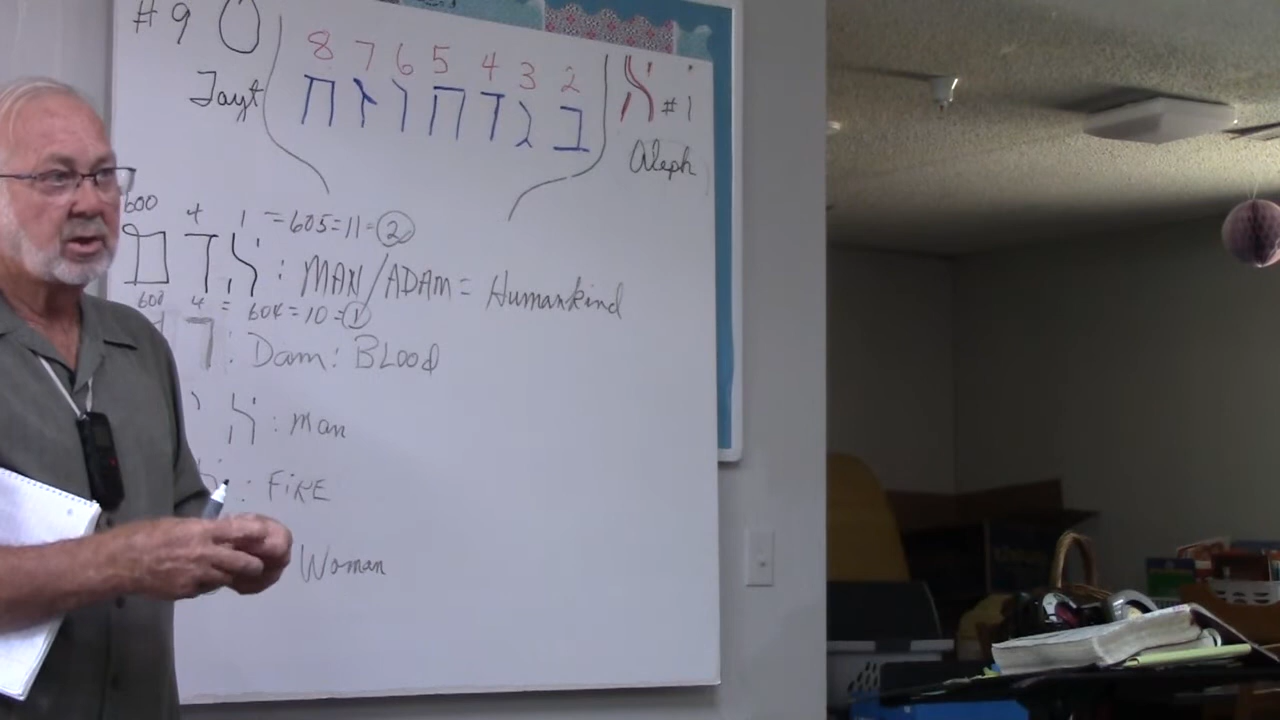 #9
8 7 6 5 4 3 2
ח ז ו ה ד ג ב
א #1
Tayt
Aleph
600 4 1 = 605 = 11 = 2
ם ד א : MAN/ADAM = Humankind
600 4 = 604 = 10 = 1
ד : Dam : BLOOD
א : man
: FIRE
Woman